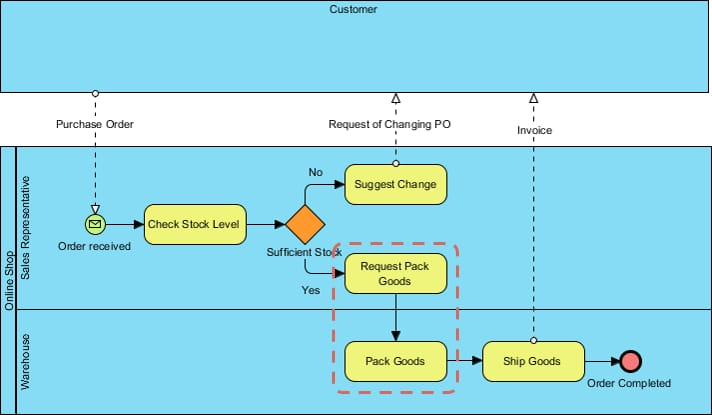 Customer
Purchase Order
Request of Changing PO
Invoice
Online Shop
Sales Representative
Order received
Check Stock Level
Sufficient Stock
No
Suggest Change
Yes
Request Pack
Goods
Warehouse
Pack Goods
Ship Goods
Order Completed